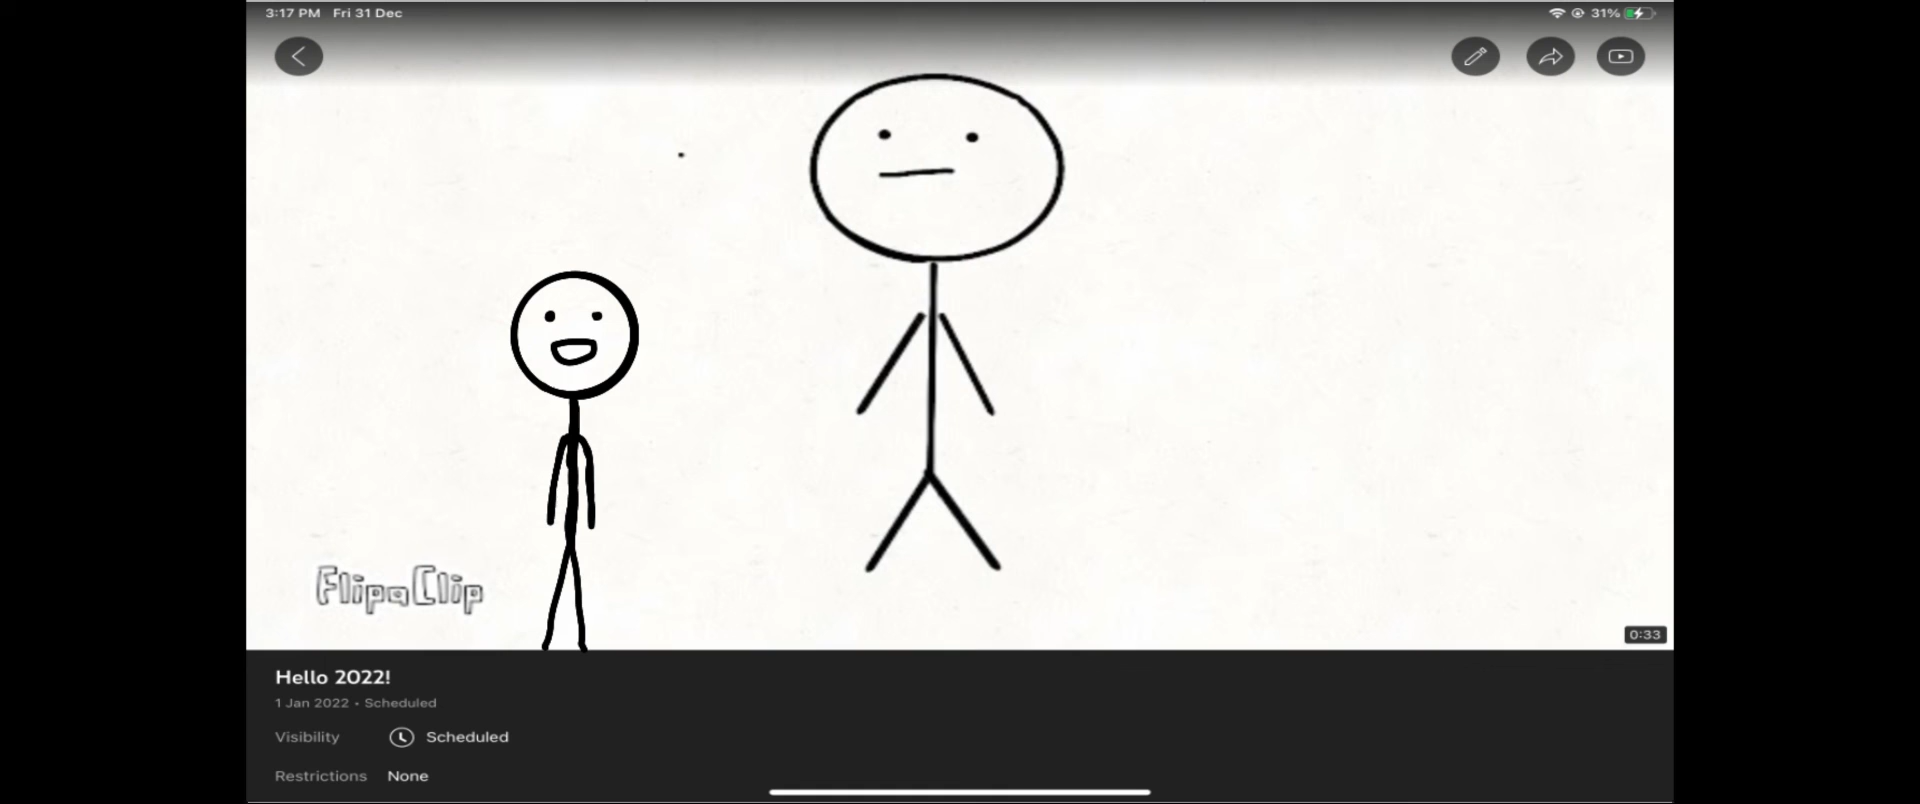 3:17 PM Fri 31 Dec
31%
FlipaClip
0:33
Hello 2022!
1 Jan 2022 • Scheduled
Visibility Scheduled
Restrictions None